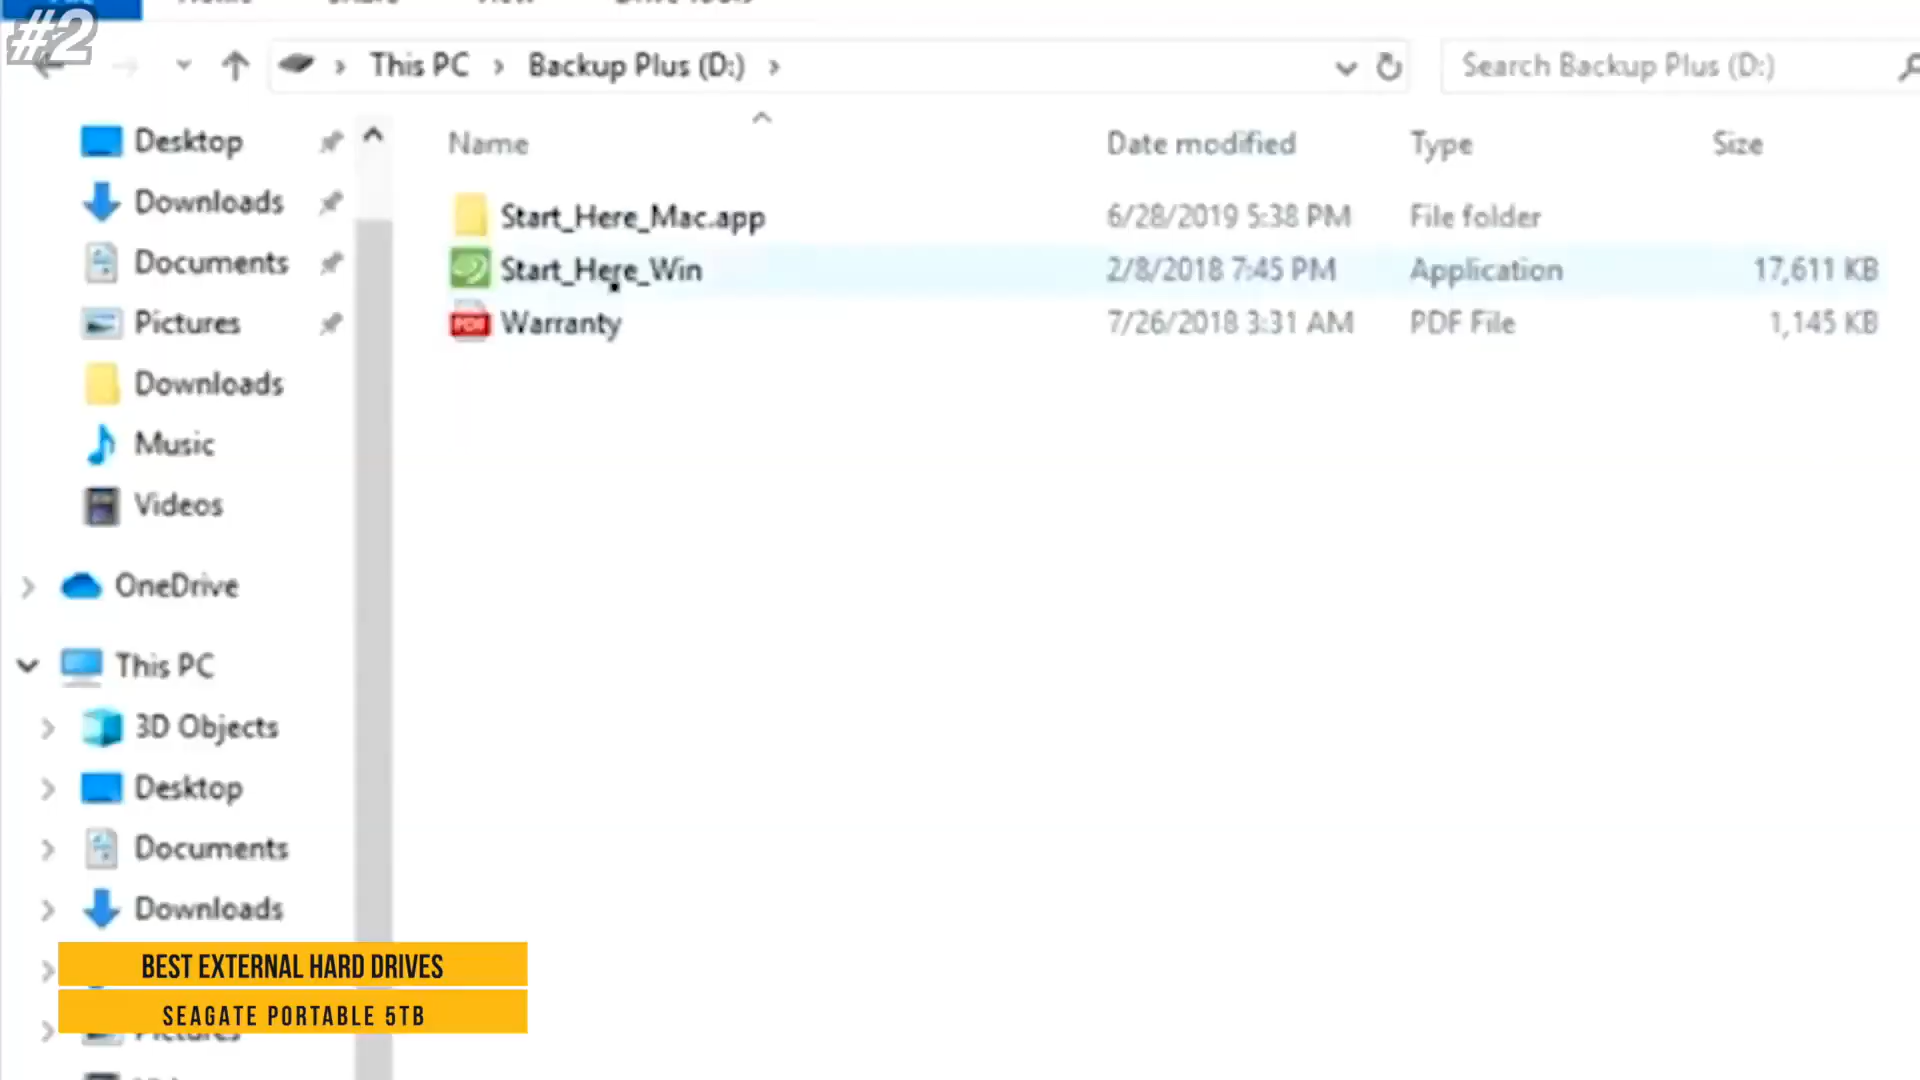 #2
This PC > Backup Plus (D:) >
Search Backup Plus (D:)
Name Date modified Type Size
Start_Here_Mac.app 6/28/2019 5:38 PM File folder
Start_Here_Win 2/8/2018 7:45 PM Application 17,611 KB
Warranty 7/26/2018 3:31 AM PDF File 1,145 KB
PDF
Desktop
Downloads
Documents
Pictures
Downloads
Music
Videos
OneDrive
This PC
3D Objects
Desktop
Documents
Downloads
BEST EXTERNAL HARD DRIVES
SEAGATE PORTABLE 5TB
Pictures